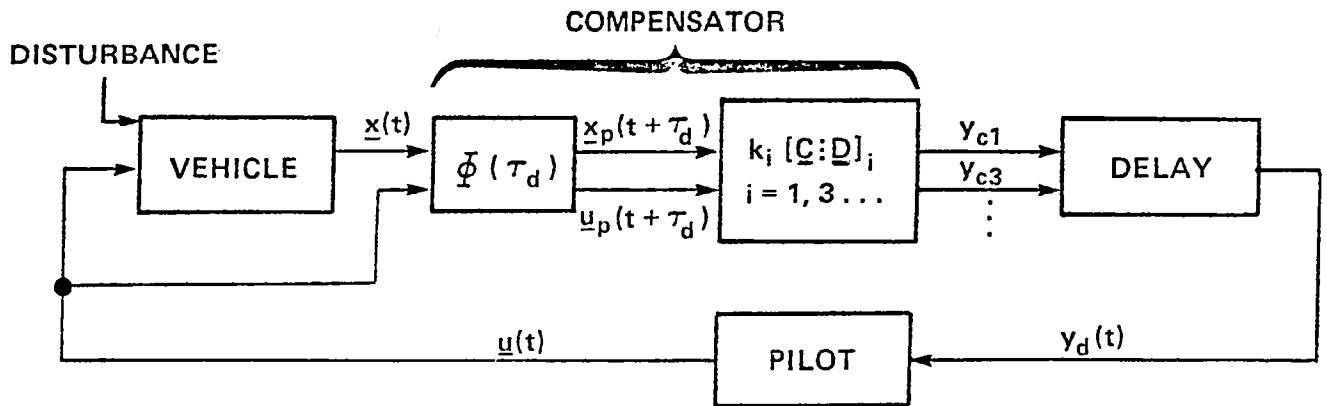 COMPENSATOR
DISTURBANCE
VEHICLE
x(t)
Φ(τd)
xp(t + τd)
up(t + τd)
ki [C⋮D]i
i = 1, 3 . . .
yc1
yc3
⋮
DELAY
u(t)
PILOT
yd(t)